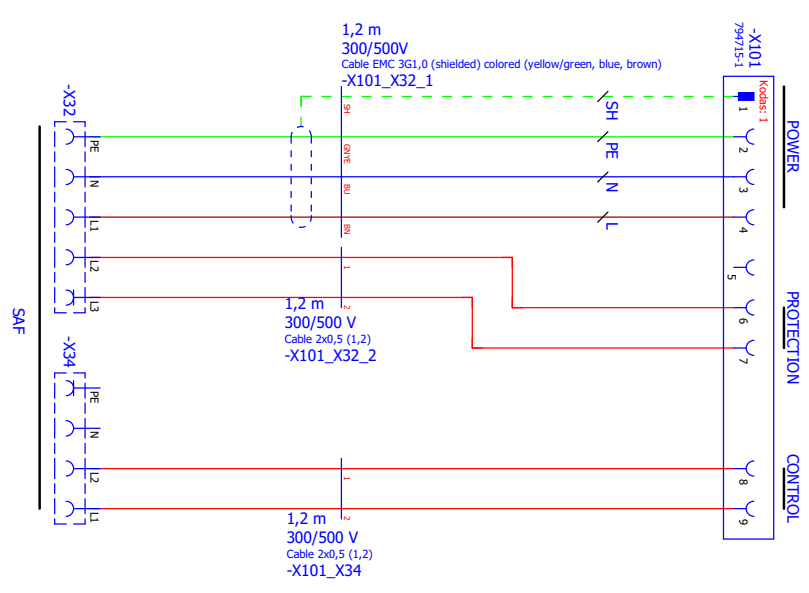 1,2 m
300/500V
Cable EMC 3G1,0 (shielded) colored (yellow/green, blue, brown)
-X101_X32_1
-X101
794715-1
Kodas: 1
POWER
PROTECTION
CONTROL
1
2
3
4
5
6
7
8
9
SH
PE
N
L
SH
GNYE
BU
BN
1
2
-X32
PE
N
L1
L2
L3
1,2 m
300/500 V
Cable 2x0,5 (1,2)
-X101_X32_2
SAF
-X34
PE
N
L2
L1
1
2
1,2 m
300/500 V
Cable 2x0,5 (1,2)
-X101_X34